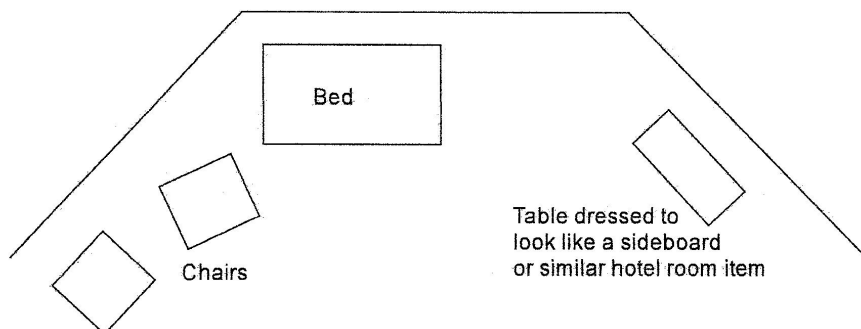 Bed
Chairs
Table dressed to
look like a sideboard
or similar hotel room item